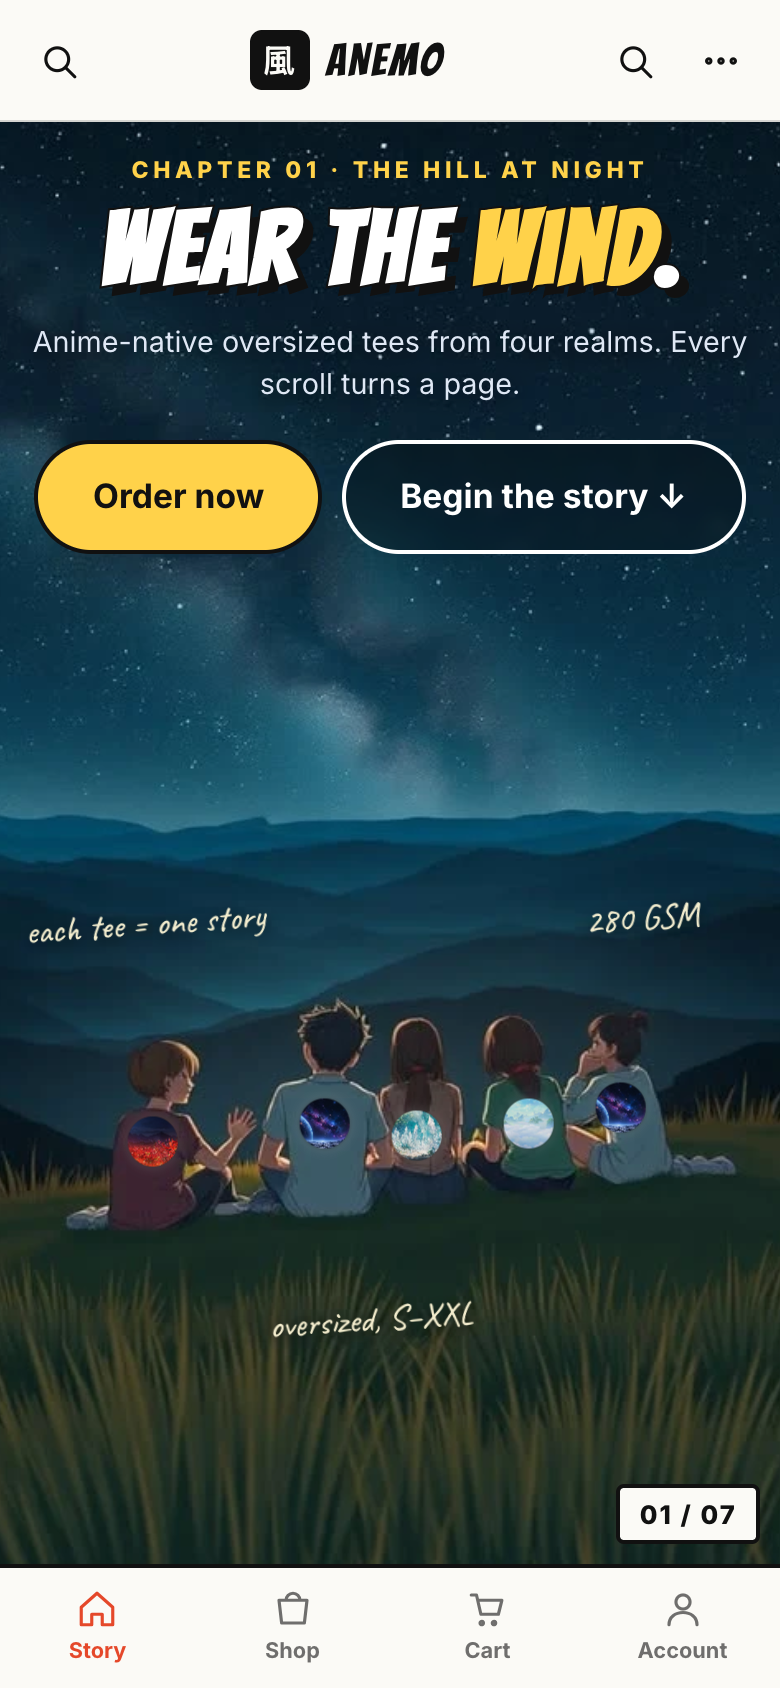 風 ANEMO
CHAPTER 01 · THE HILL AT NIGHT
WEAR THE WIND.
Anime-native oversized tees from four realms. Every
scroll turns a page.
Order now
Begin the story ↓
each tee = one story
280 GSM
oversized, S–XXL
01 / 07
Story
Shop
Cart
Account